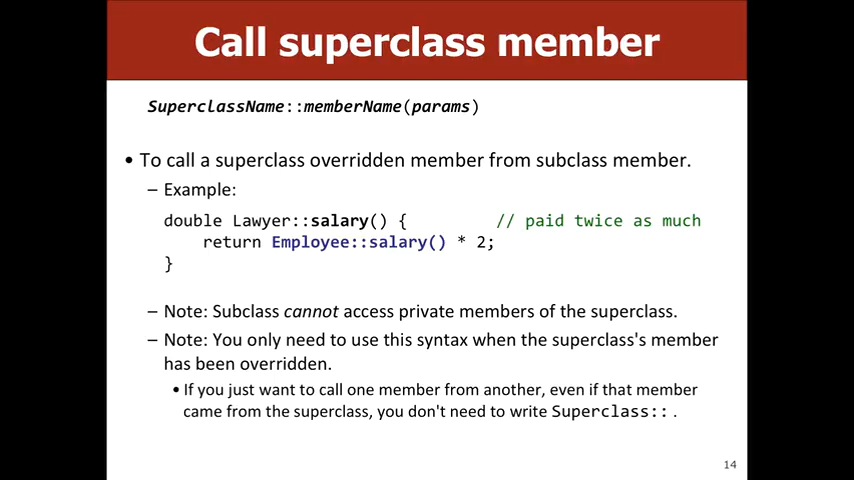 Call superclass member
SuperclassName::memberName(params)
• To call a superclass overridden member from subclass member.
– Example:
double Lawyer::salary() { // paid twice as much
return Employee::salary() * 2;
}
– Note: Subclass cannot access private members of the superclass.
– Note: You only need to use this syntax when the superclass's member
has been overridden.
• If you just want to call one member from another, even if that member
came from the superclass, you don't need to write Superclass:: .
14